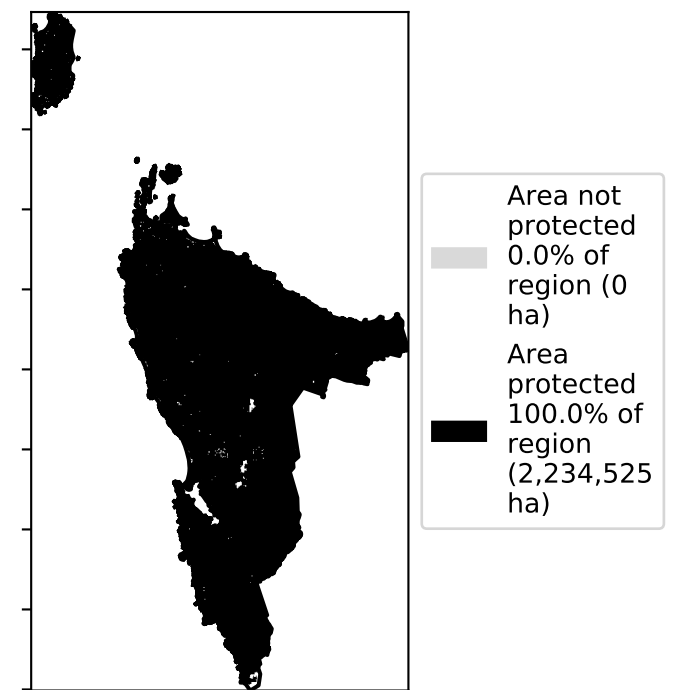 Area not
protected
0.0% of
region (0
ha)
Area
protected
100.0% of
region
(2,234,525
ha)